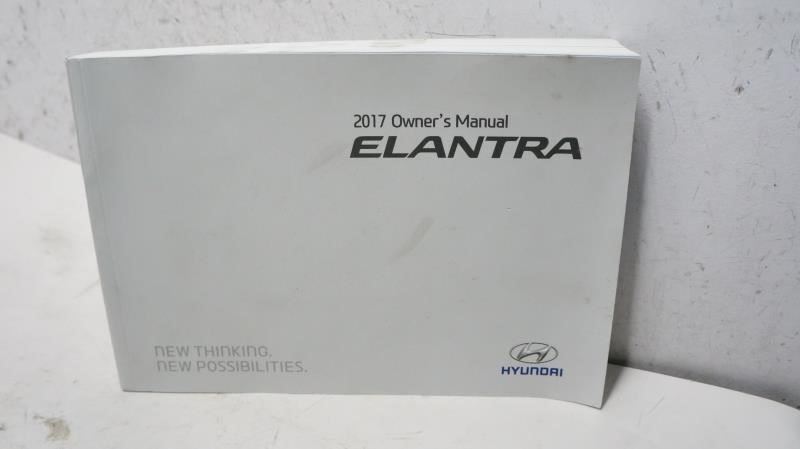 2017 Owner's Manual
ELANTRA
NEW THINKING.
NEW POSSIBILITIES.
HYUNDAI